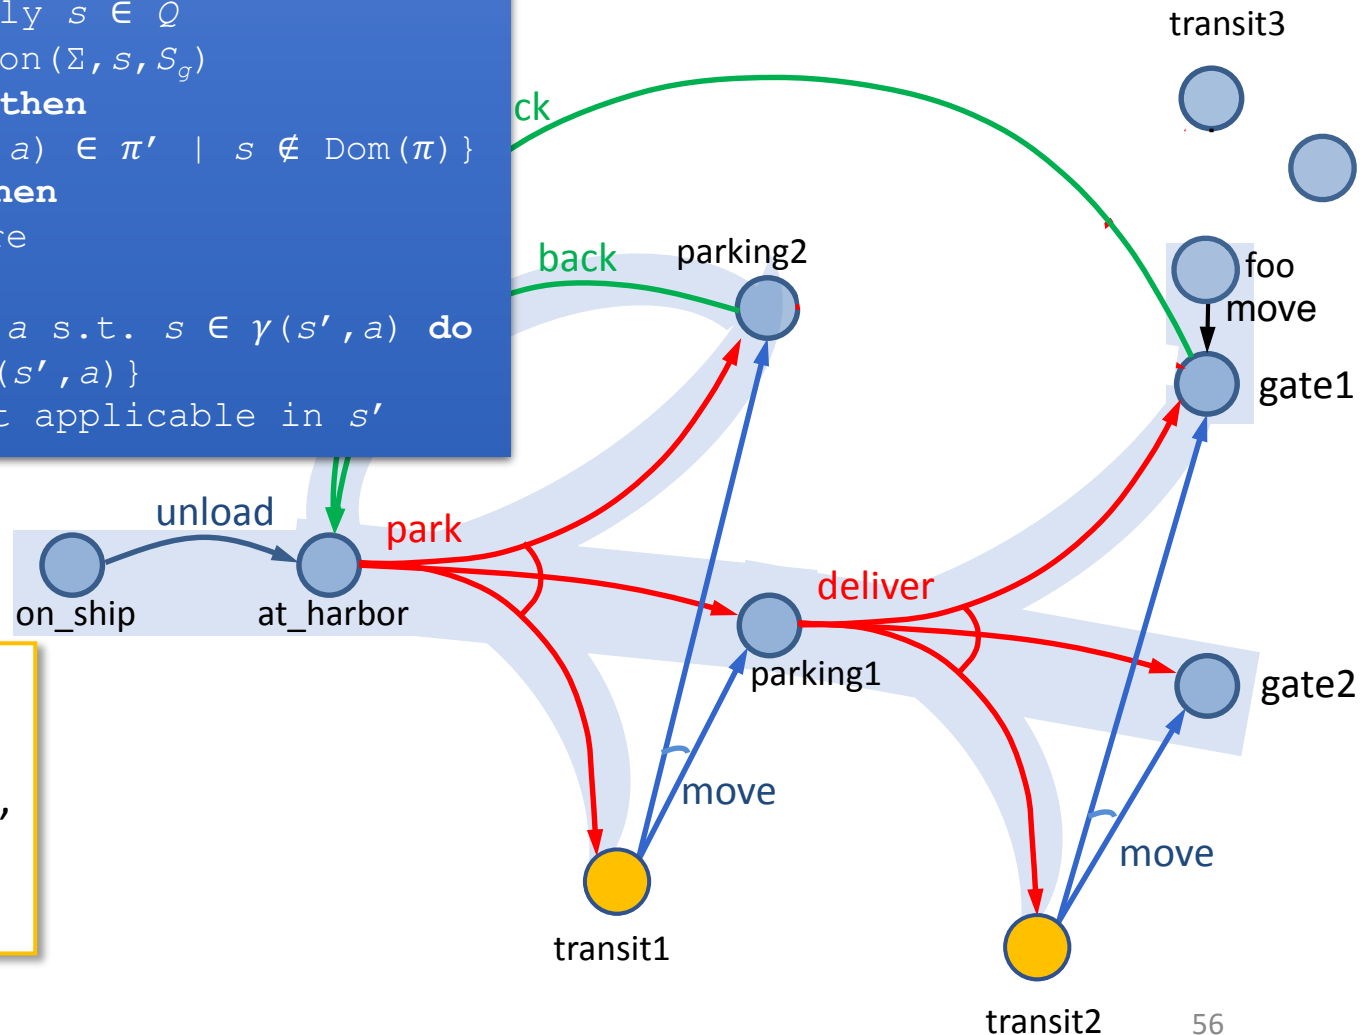 ly s ∈ Q
on(Σ,s,S_g)
then
a) ∈ π′ | s ∉ Dom(π)}
hen
re
a s.t. s ∈ γ(s′,a) do
(s′,a)}
t applicable in s′
transit3
ck
back
parking2
foo
move
gate1
unload
park
on_ship
at_harbor
deliver
parking1
gate2
,
move
move
transit1
transit2
56